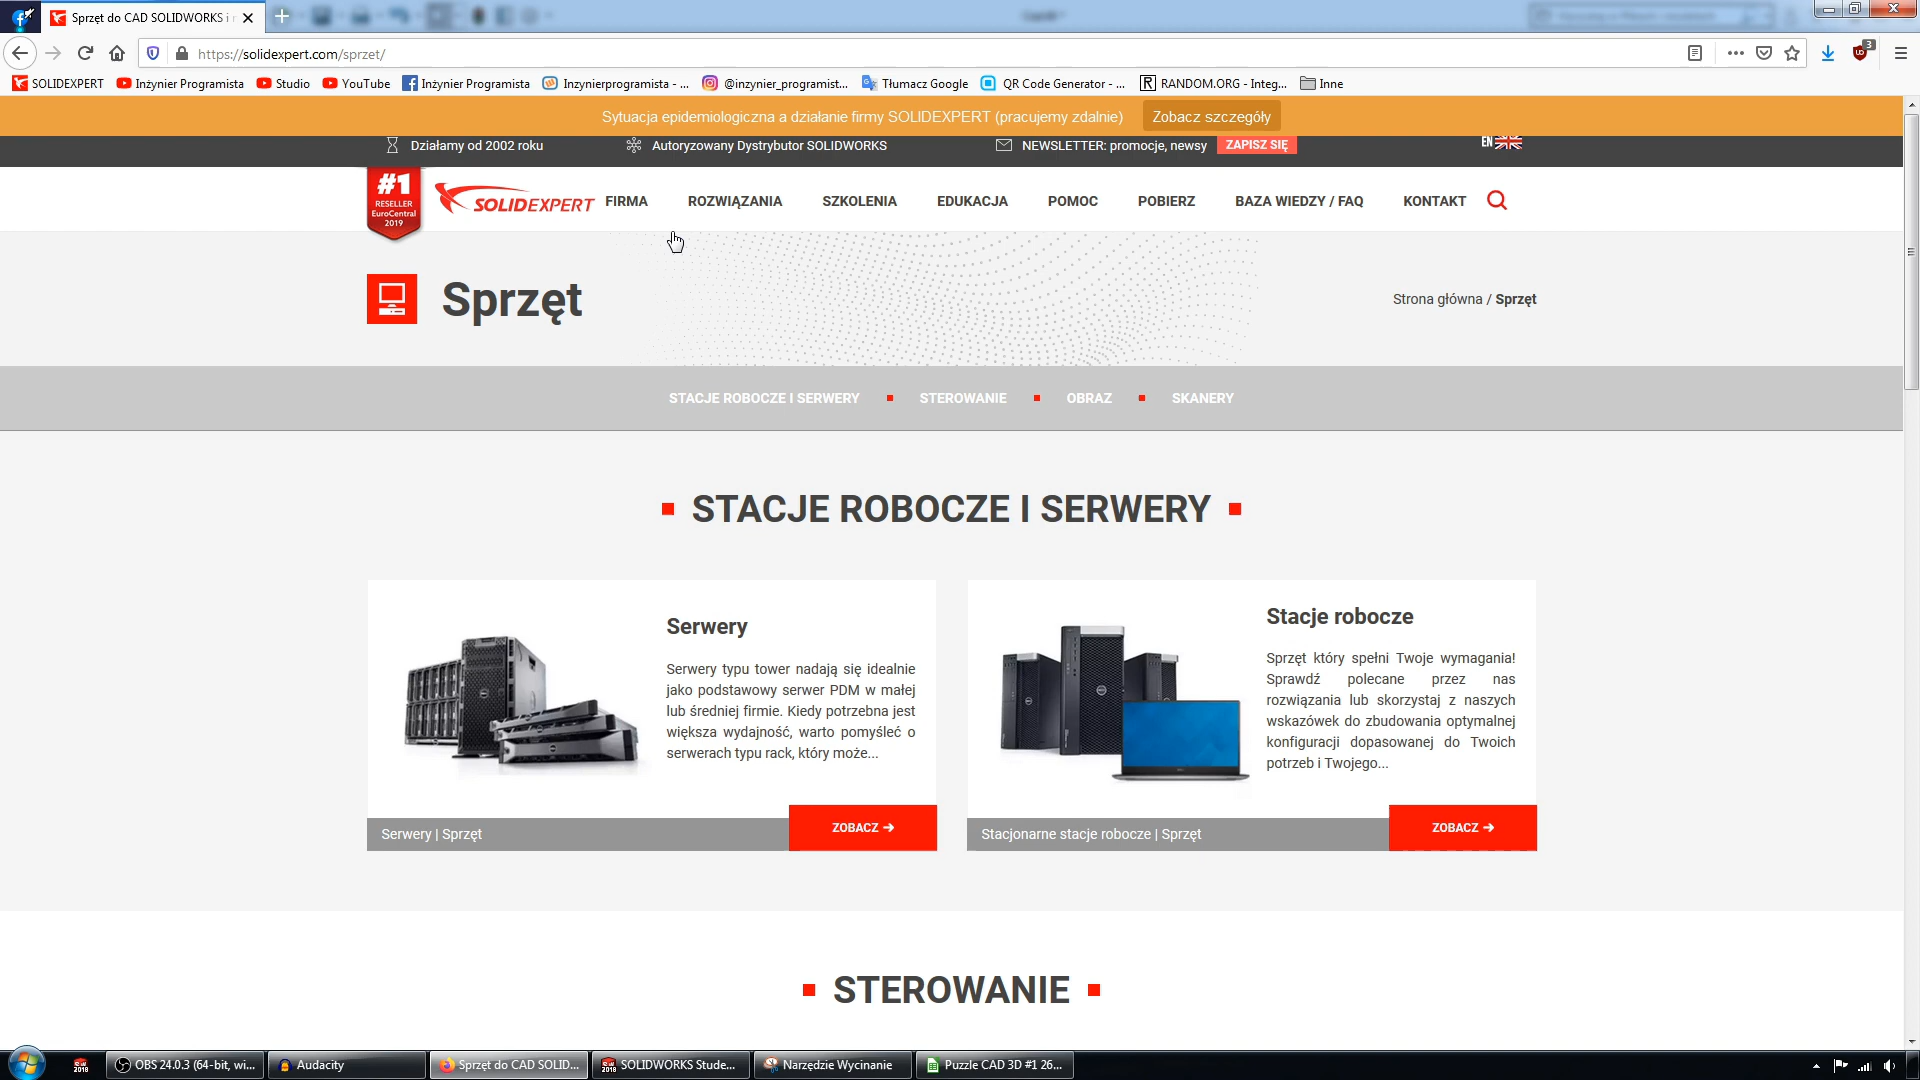 Sprzęt do CAD SOLIDWORKS i
https://solidexpert.com/sprzet/
3
SOLIDEXPERT
Inżynier Programista
Studio
YouTube
Inżynier Programista
Inzynierprogramista - ...
@inzynier_programist...
Tłumacz Google
QR Code Generator - ...
RANDOM.ORG - Integ...
Inne
Sytuacja epidemiologiczna a działanie firmy SOLIDEXPERT (pracujemy zdalnie)
Zobacz szczegóły
Działamy od 2002 roku
Autoryzowany Dystrybutor SOLIDWORKS
NEWSLETTER: promocje, newsy
ZAPISZ SIĘ
EN
#1
RESELLER
EuroCentral
2019
SOLIDEXPERT
FIRMA
ROZWIĄZANIA
SZKOLENIA
EDUKACJA
POMOC
POBIERZ
BAZA WIEDZY / FAQ
KONTAKT
Sprzęt
Strona główna / Sprzęt
STACJE ROBOCZE I SERWERY
STEROWANIE
OBRAZ
SKANERY
STACJE ROBOCZE I SERWERY
Serwery
Serwery typu tower nadają się idealnie
jako podstawowy serwer PDM w małej
lub średniej firmie. Kiedy potrzebna jest
większa wydajność, warto pomyśleć o
serwerach typu rack, który może...
Serwery | Sprzęt
ZOBACZ
Stacje robocze
Sprzęt który spełni Twoje wymagania!
Sprawdź polecane przez nas
rozwiązania lub skorzystaj z naszych
wskazówek do zbudowania optymalnej
konfiguracji dopasowanej do Twoich
potrzeb i Twojego...
Stacjonarne stacje robocze | Sprzęt
ZOBACZ
STEROWANIE
OBS 24.0.3 (64-bit, wi...
Audacity
Sprzęt do CAD SOLID...
SOLIDWORKS Stude...
Narzędzie Wycinanie
Puzzle CAD 3D #1 26...